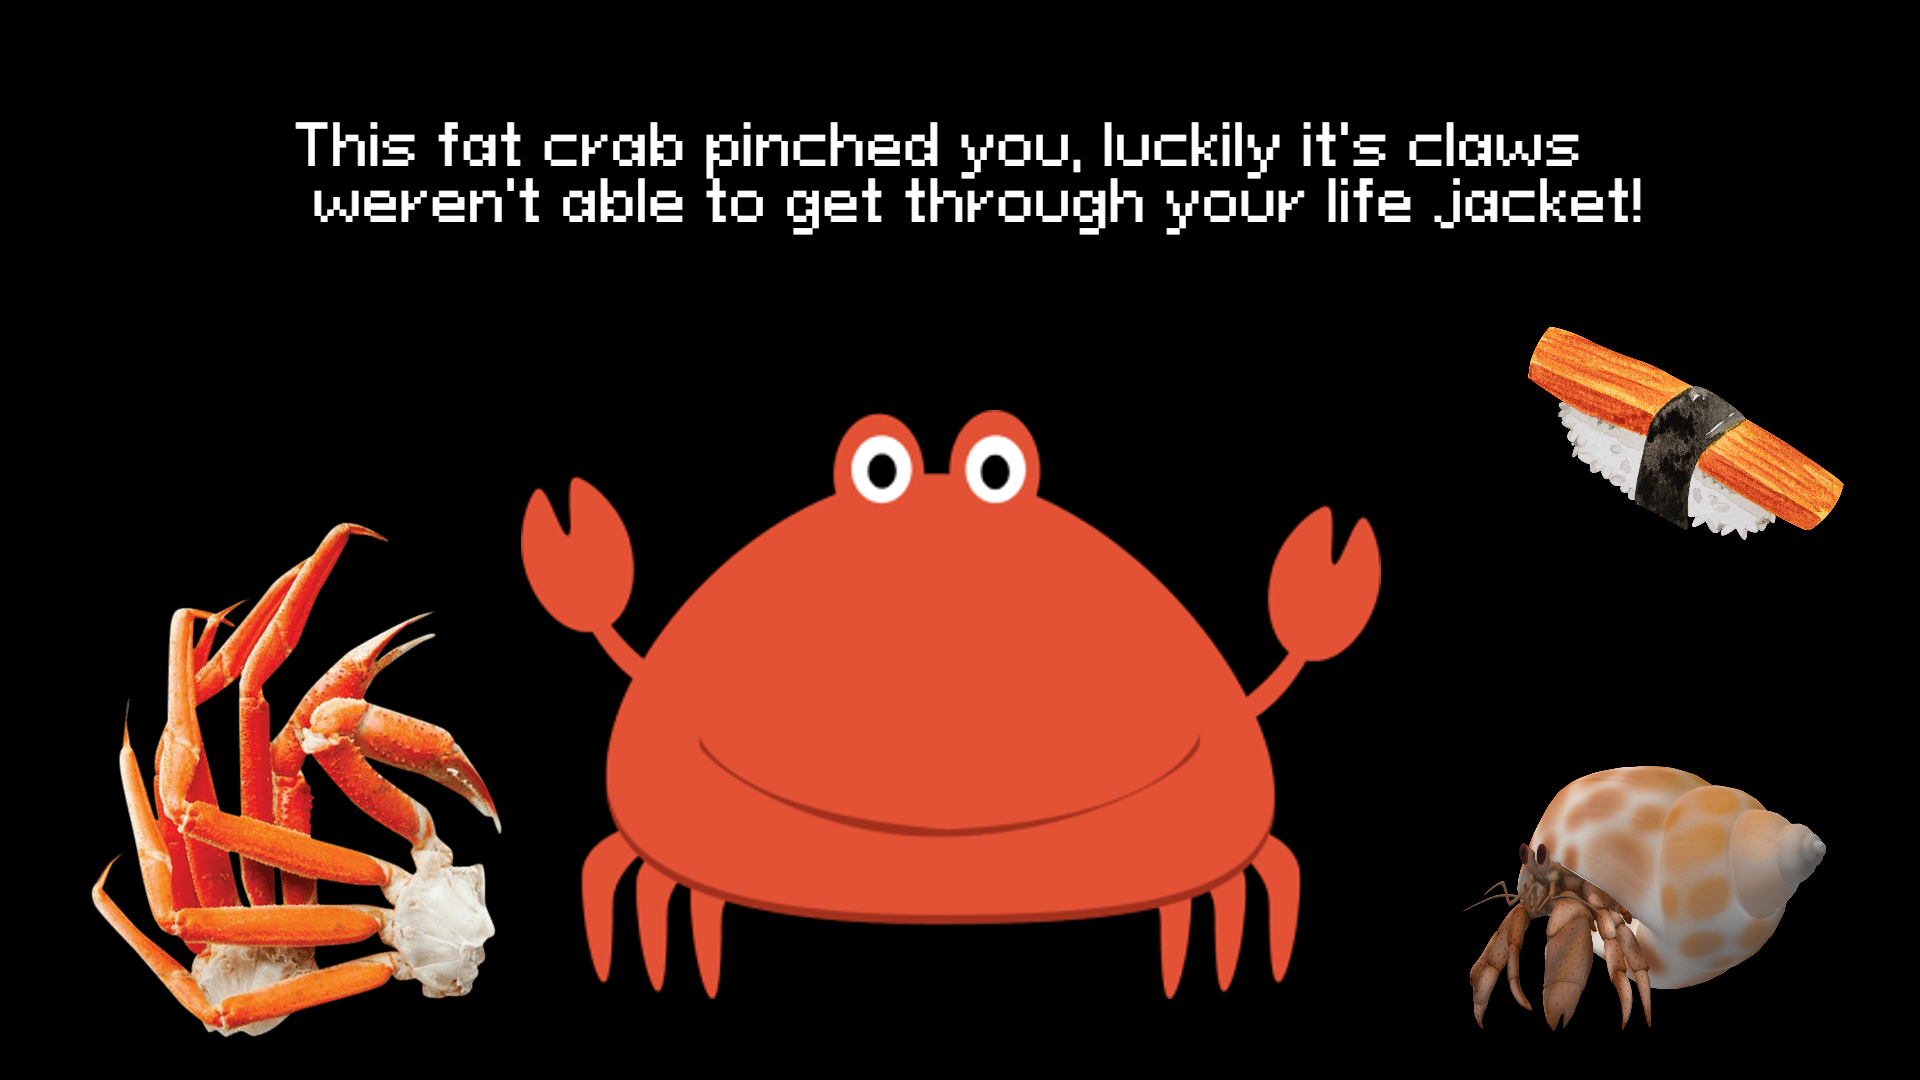 This fat crab pinched you, luckily it's claws
weren't able to get through your life jacket!